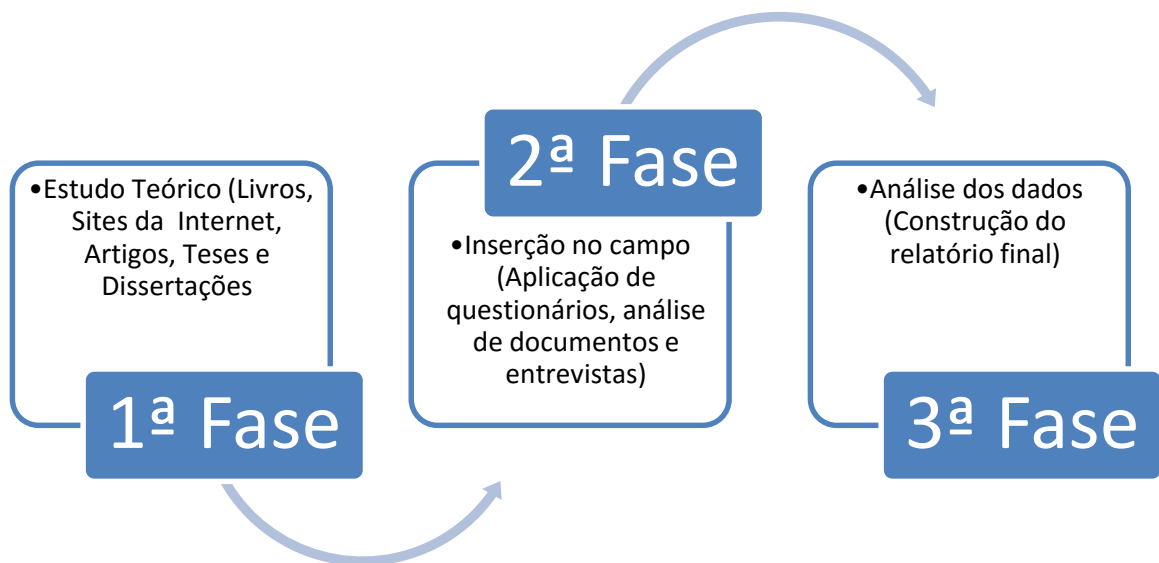 •Estudo Teórico (Livros,
Sites da Internet,
Artigos, Teses e
Dissertações
1ª Fase
2ª Fase
•Inserção no campo
(Aplicação de
questionários, análise
de documentos e
entrevistas)
•Análise dos dados
(Construção do
relatório final)
3ª Fase